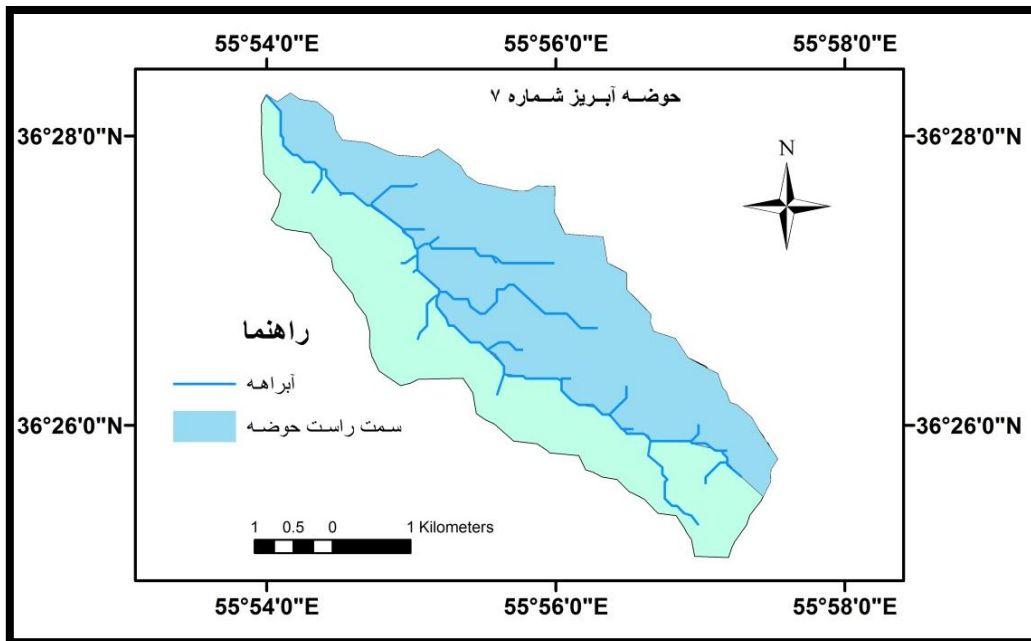 55°54'0"E 55°56'0"E 55°58'0"E
حوضه آبریز شماره ۷
36°28'0"N 36°28'0"N
N
راهنما
آبراهه
سمت راست حوضه
36°26'0"N 36°26'0"N
1 0.5 0 1 Kilometers
55°54'0"E 55°56'0"E 55°58'0"E